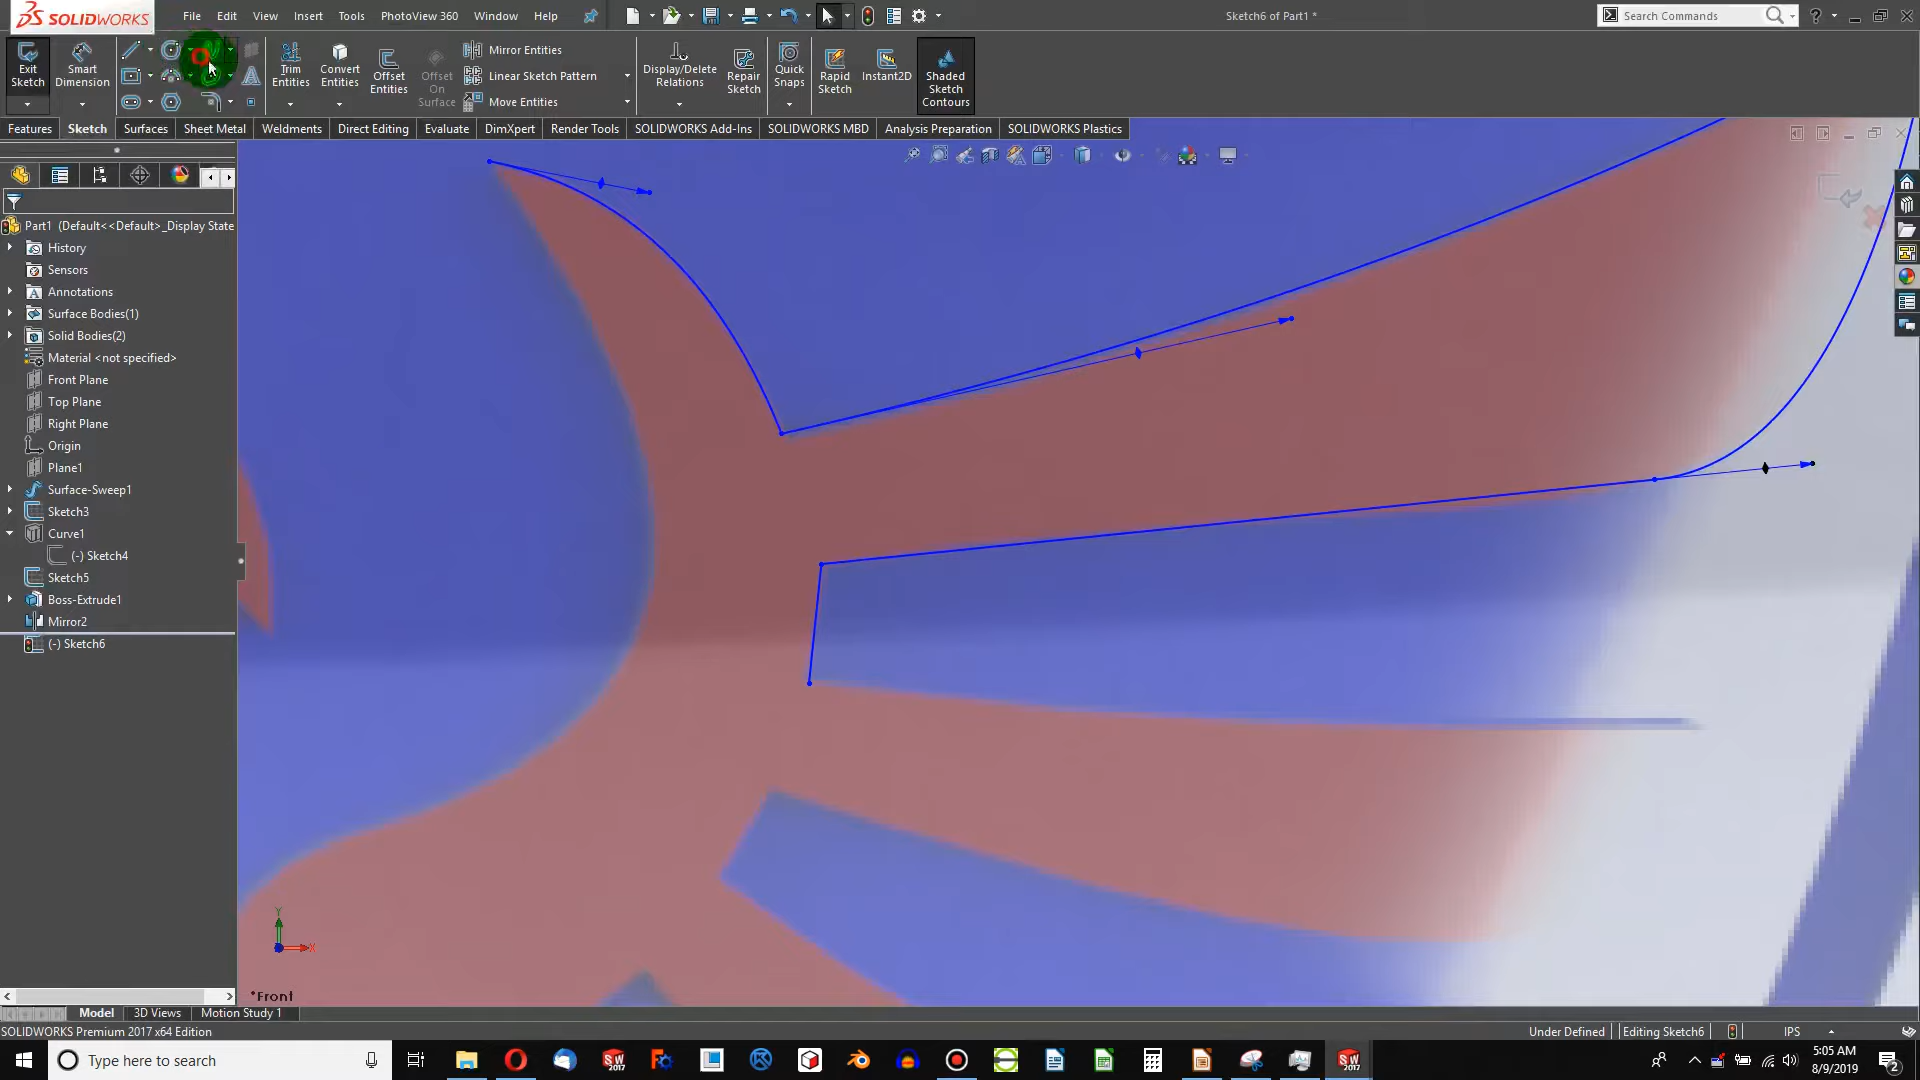 SOLIDWORKS
File Edit View Insert Tools PhotoView 360 Window Help
Sketch6 of Part1 *
Search Commands
Exit Sketch
Smart Dimension
Trim Entities
Convert Entities
Offset Entities
Offset On Surface
Mirror Entities
Linear Sketch Pattern
Move Entities
Display/Delete Relations
Repair Sketch
Quick Snaps
Rapid Sketch
Instant2D
Shaded Sketch Contours
Features Sketch Surfaces Sheet Metal Weldments Direct Editing Evaluate DimXpert Render Tools SOLIDWORKS Add-Ins SOLIDWORKS MBD Analysis Preparation SOLIDWORKS Plastics
Part1 (Default<<Default>_Display State
History
Sensors
Annotations
Surface Bodies(1)
Solid Bodies(2)
Material <not specified>
Front Plane
Top Plane
Right Plane
Origin
Plane1
Surface-Sweep1
Sketch3
Curve1
(-) Sketch4
Sketch5
Boss-Extrude1
Mirror2
(-) Sketch6
Y
X
*Front
Model 3D Views Motion Study 1
SOLIDWORKS Premium 2017 x64 Edition
Under Defined Editing Sketch6 IPS
Type here to search
SW 2017
SW 2017
5:05 AM
8/9/2019
2